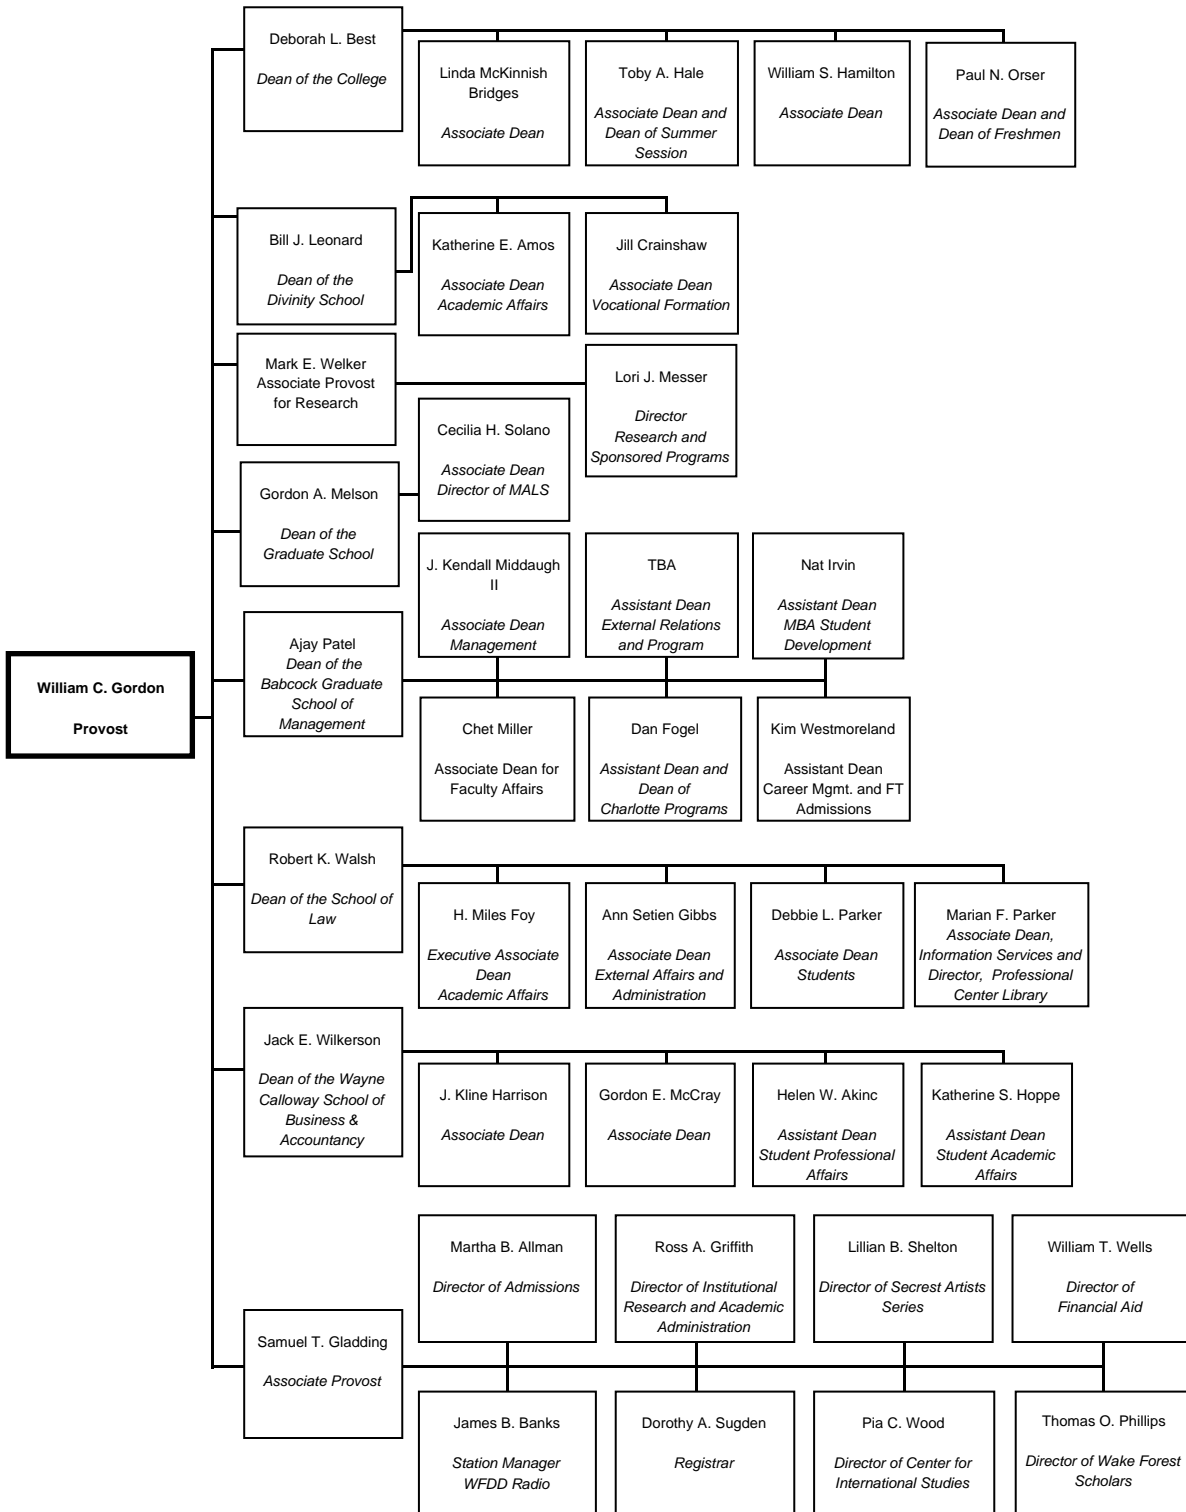 Deborah L. Best
Dean of the College
Linda McKinnish
Bridges
Associate Dean
Toby A. Hale
Associate Dean and
Dean of Summer
Session
William S. Hamilton
Associate Dean
Paul N. Orser
Associate Dean and
Dean of Freshmen
Bill J. Leonard
Dean of the
Divinity School
Katherine E. Amos
Associate Dean
Academic Affairs
Jill Crainshaw
Associate Dean
Vocational Formation
Mark E. Welker
Associate Provost
for Research
Lori J. Messer
Director
Research and
Sponsored Programs
Gordon A. Melson
Dean of the
Graduate School
Cecilia H. Solano
Associate Dean
Director of MALS
William C. Gordon
Provost
Ajay Patel
Dean of the
Babcock Graduate
School of
Management
J. Kendall Middaugh
II
Associate Dean
Management
TBA
Assistant Dean
External Relations
and Program
Nat Irvin
Assistant Dean
MBA Student
Development
Chet Miller
Associate Dean for
Faculty Affairs
Dan Fogel
Assistant Dean and
Dean of
Charlotte Programs
Kim Westmoreland
Assistant Dean
Career Mgmt. and FT
Admissions
Robert K. Walsh
Dean of the School of
Law
H. Miles Foy
Executive Associate
Dean
Academic Affairs
Ann Setien Gibbs
Associate Dean
External Affairs and
Administration
Debbie L. Parker
Associate Dean
Students
Marian F. Parker
Associate Dean,
Information Services and
Director, Professional
Center Library
Jack E. Wilkerson
Dean of the Wayne
Calloway School of
Business &
Accountancy
J. Kline Harrison
Associate Dean
Gordon E. McCray
Associate Dean
Helen W. Akinc
Assistant Dean
Student Professional
Affairs
Katherine S. Hoppe
Assistant Dean
Student Academic
Affairs
Samuel T. Gladding
Associate Provost
Martha B. Allman
Director of Admissions
Ross A. Griffith
Director of Institutional
Research and Academic
Administration
Lillian B. Shelton
Director of Secrest Artists
Series
William T. Wells
Director of
Financial Aid
James B. Banks
Station Manager
WFDD Radio
Dorothy A. Sugden
Registrar
Pia C. Wood
Director of Center for
International Studies
Thomas O. Phillips
Director of Wake Forest
Scholars